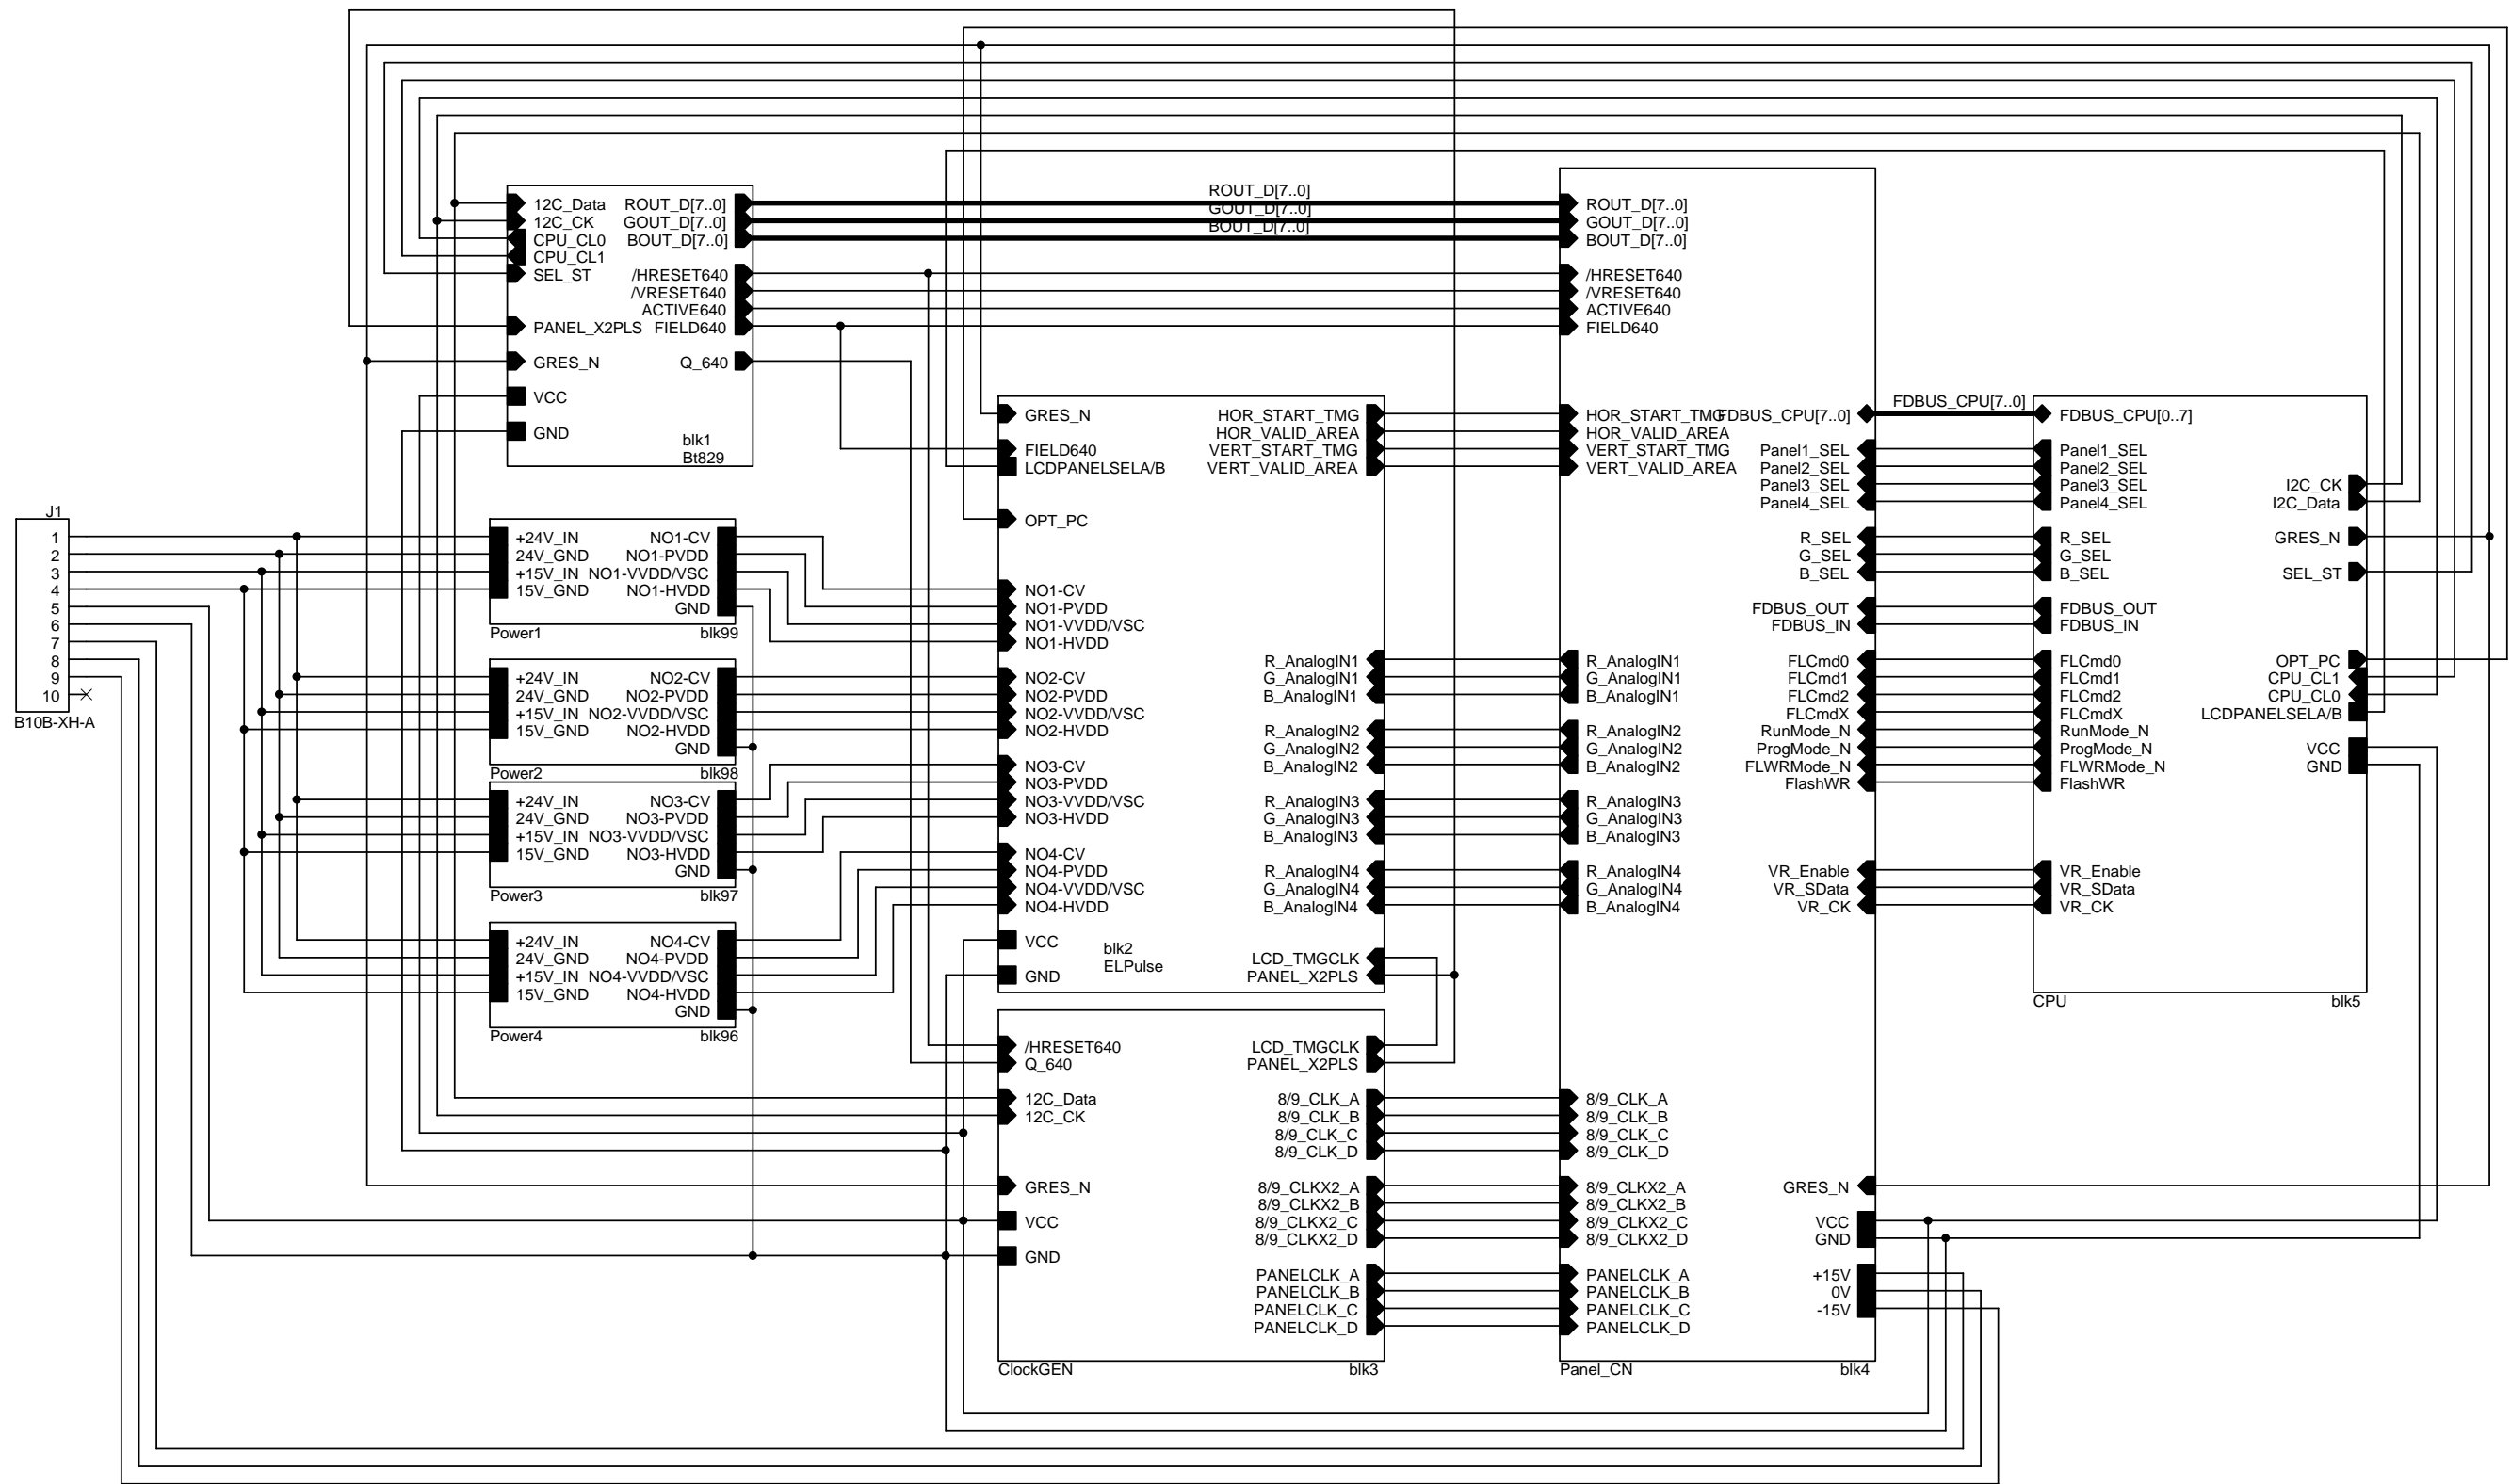 ROUT_D[7..0]
GOUT_D[7..0]
BOUT_D[7..0]
12C_Data ROUT_D[7..0]
12C_CK GOUT_D[7..0]
CPU_CL0 BOUT_D[7..0]
CPU_CL1
SEL_ST /HRESET640
/VRESET640
ACTIVE640
PANEL_X2PLS FIELD640
GRES_N Q_640
VCC
GND
blk1
Bt829
J1
1
2
3
4
5
6
7
8
9
10
B10B-XH-A
+24V_IN NO1-CV
24V_GND NO1-PVDD
+15V_IN NO1-VVDD/VSC
15V_GND NO1-HVDD
GND
Power1 blk99
+24V_IN NO2-CV
24V_GND NO2-PVDD
+15V_IN NO2-VVDD/VSC
15V_GND NO2-HVDD
GND
Power2 blk98
+24V_IN NO3-CV
24V_GND NO3-PVDD
+15V_IN NO3-VVDD/VSC
15V_GND NO3-HVDD
GND
Power3 blk97
+24V_IN NO4-CV
24V_GND NO4-PVDD
+15V_IN NO4-VVDD/VSC
15V_GND NO4-HVDD
GND
Power4 blk96
GRES_N HOR_START_TMG
HOR_VALID_AREA
FIELD640 VERT_START_TMG
LCDPANELSELA/B VERT_VALID_AREA
OPT_PC
NO1-CV
NO1-PVDD
NO1-VVDD/VSC
NO1-HVDD
R_AnalogIN1
NO2-CV G_AnalogIN1
NO2-PVDD B_AnalogIN1
NO2-VVDD/VSC
NO2-HVDD R_AnalogIN2
G_AnalogIN2
NO3-CV B_AnalogIN2
NO3-PVDD
NO3-VVDD/VSC R_AnalogIN3
NO3-HVDD G_AnalogIN3
B_AnalogIN3
NO4-CV
NO4-PVDD R_AnalogIN4
NO4-VVDD/VSC G_AnalogIN4
NO4-HVDD B_AnalogIN4
VCC
blk2
LCD_TMGCLK
ELPulse
GND PANEL_X2PLS
/HRESET640 LCD_TMGCLK
Q_640 PANEL_X2PLS
12C_Data 8/9_CLK_A
12C_CK 8/9_CLK_B
8/9_CLK_C
8/9_CLK_D
GRES_N 8/9_CLKX2_A
8/9_CLKX2_B
VCC 8/9_CLKX2_C
8/9_CLKX2_D
GND
PANELCLK_A
PANELCLK_B
PANELCLK_C
PANELCLK_D
ClockGEN blk3
ROUT_D[7..0]
GOUT_D[7..0]
BOUT_D[7..0]
/HRESET640
/VRESET640
ACTIVE640
FIELD640
HOR_START_TMG FDBUS_CPU[7..0]
HOR_VALID_AREA
VERT_START_TMG Panel1_SEL
VERT_VALID_AREA Panel2_SEL
Panel3_SEL
Panel4_SEL
R_SEL
G_SEL
B_SEL
FDBUS_OUT
FDBUS_IN
R_AnalogIN1 FLCmd0
G_AnalogIN1 FLCmd1
B_AnalogIN1 FLCmd2
FLCmdX
R_AnalogIN2 RunMode_N
G_AnalogIN2 ProgMode_N
B_AnalogIN2 FLWRMode_N
FlashWR
R_AnalogIN3
G_AnalogIN3
B_AnalogIN3
R_AnalogIN4 VR_Enable
G_AnalogIN4 VR_SData
B_AnalogIN4 VR_CK
8/9_CLK_A
8/9_CLK_B
8/9_CLK_C
8/9_CLK_D
8/9_CLKX2_A GRES_N
8/9_CLKX2_B
8/9_CLKX2_C VCC
8/9_CLKX2_D GND
PANELCLK_A +15V
PANELCLK_B 0V
PANELCLK_C -15V
PANELCLK_D
Panel_CN blk4
FDBUS_CPU[7..0]
FDBUS_CPU[0..7]
Panel1_SEL
Panel2_SEL
Panel3_SEL I2C_CK
Panel4_SEL I2C_Data
R_SEL GRES_N
G_SEL
B_SEL SEL_ST
FDBUS_OUT
FDBUS_IN
FLCmd0 OPT_PC
FLCmd1 CPU_CL1
FLCmd2 CPU_CL0
FLCmdX LCDPANELSELA/B
RunMode_N
ProgMode_N VCC
FLWRMode_N GND
FlashWR
VR_Enable
VR_SData
VR_CK
CPU blk5